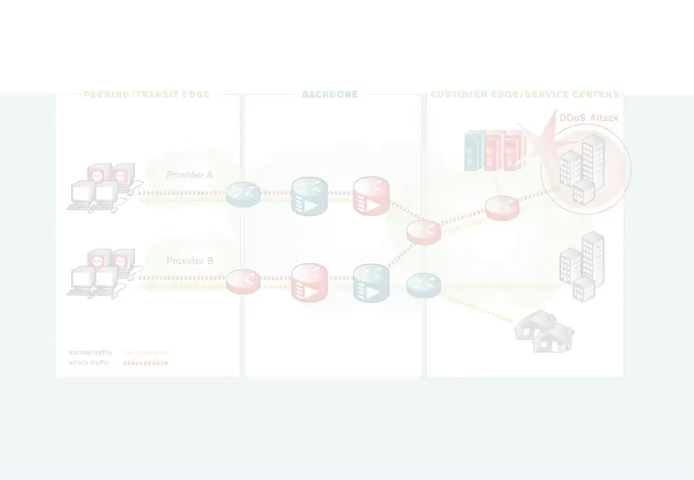 PEERING/TRANSIT EDGE
BACKBONE
CUSTOMER EDGE/SERVICE CENTERS
DDoS Attack
Provider A
Provider B
normal traffic
attack traffic